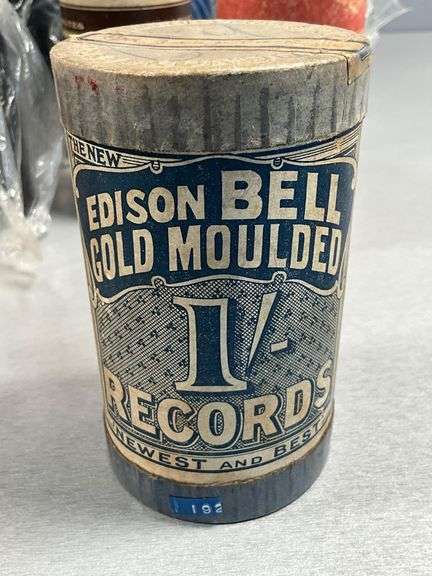 THE NEW
EDISON BELL
GOLD MOULDED
1/-
RECORDS
NEWEST AND BEST
192